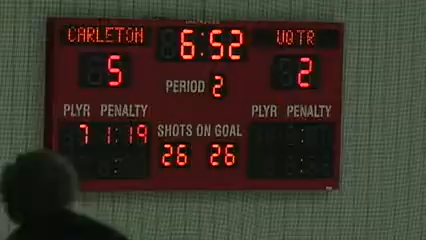 CARLETON 6:52 UQTR
5 2
PERIOD 2
PLYR PENALTY PLYR PENALTY
7 1:19 SHOTS ON GOAL
26 26